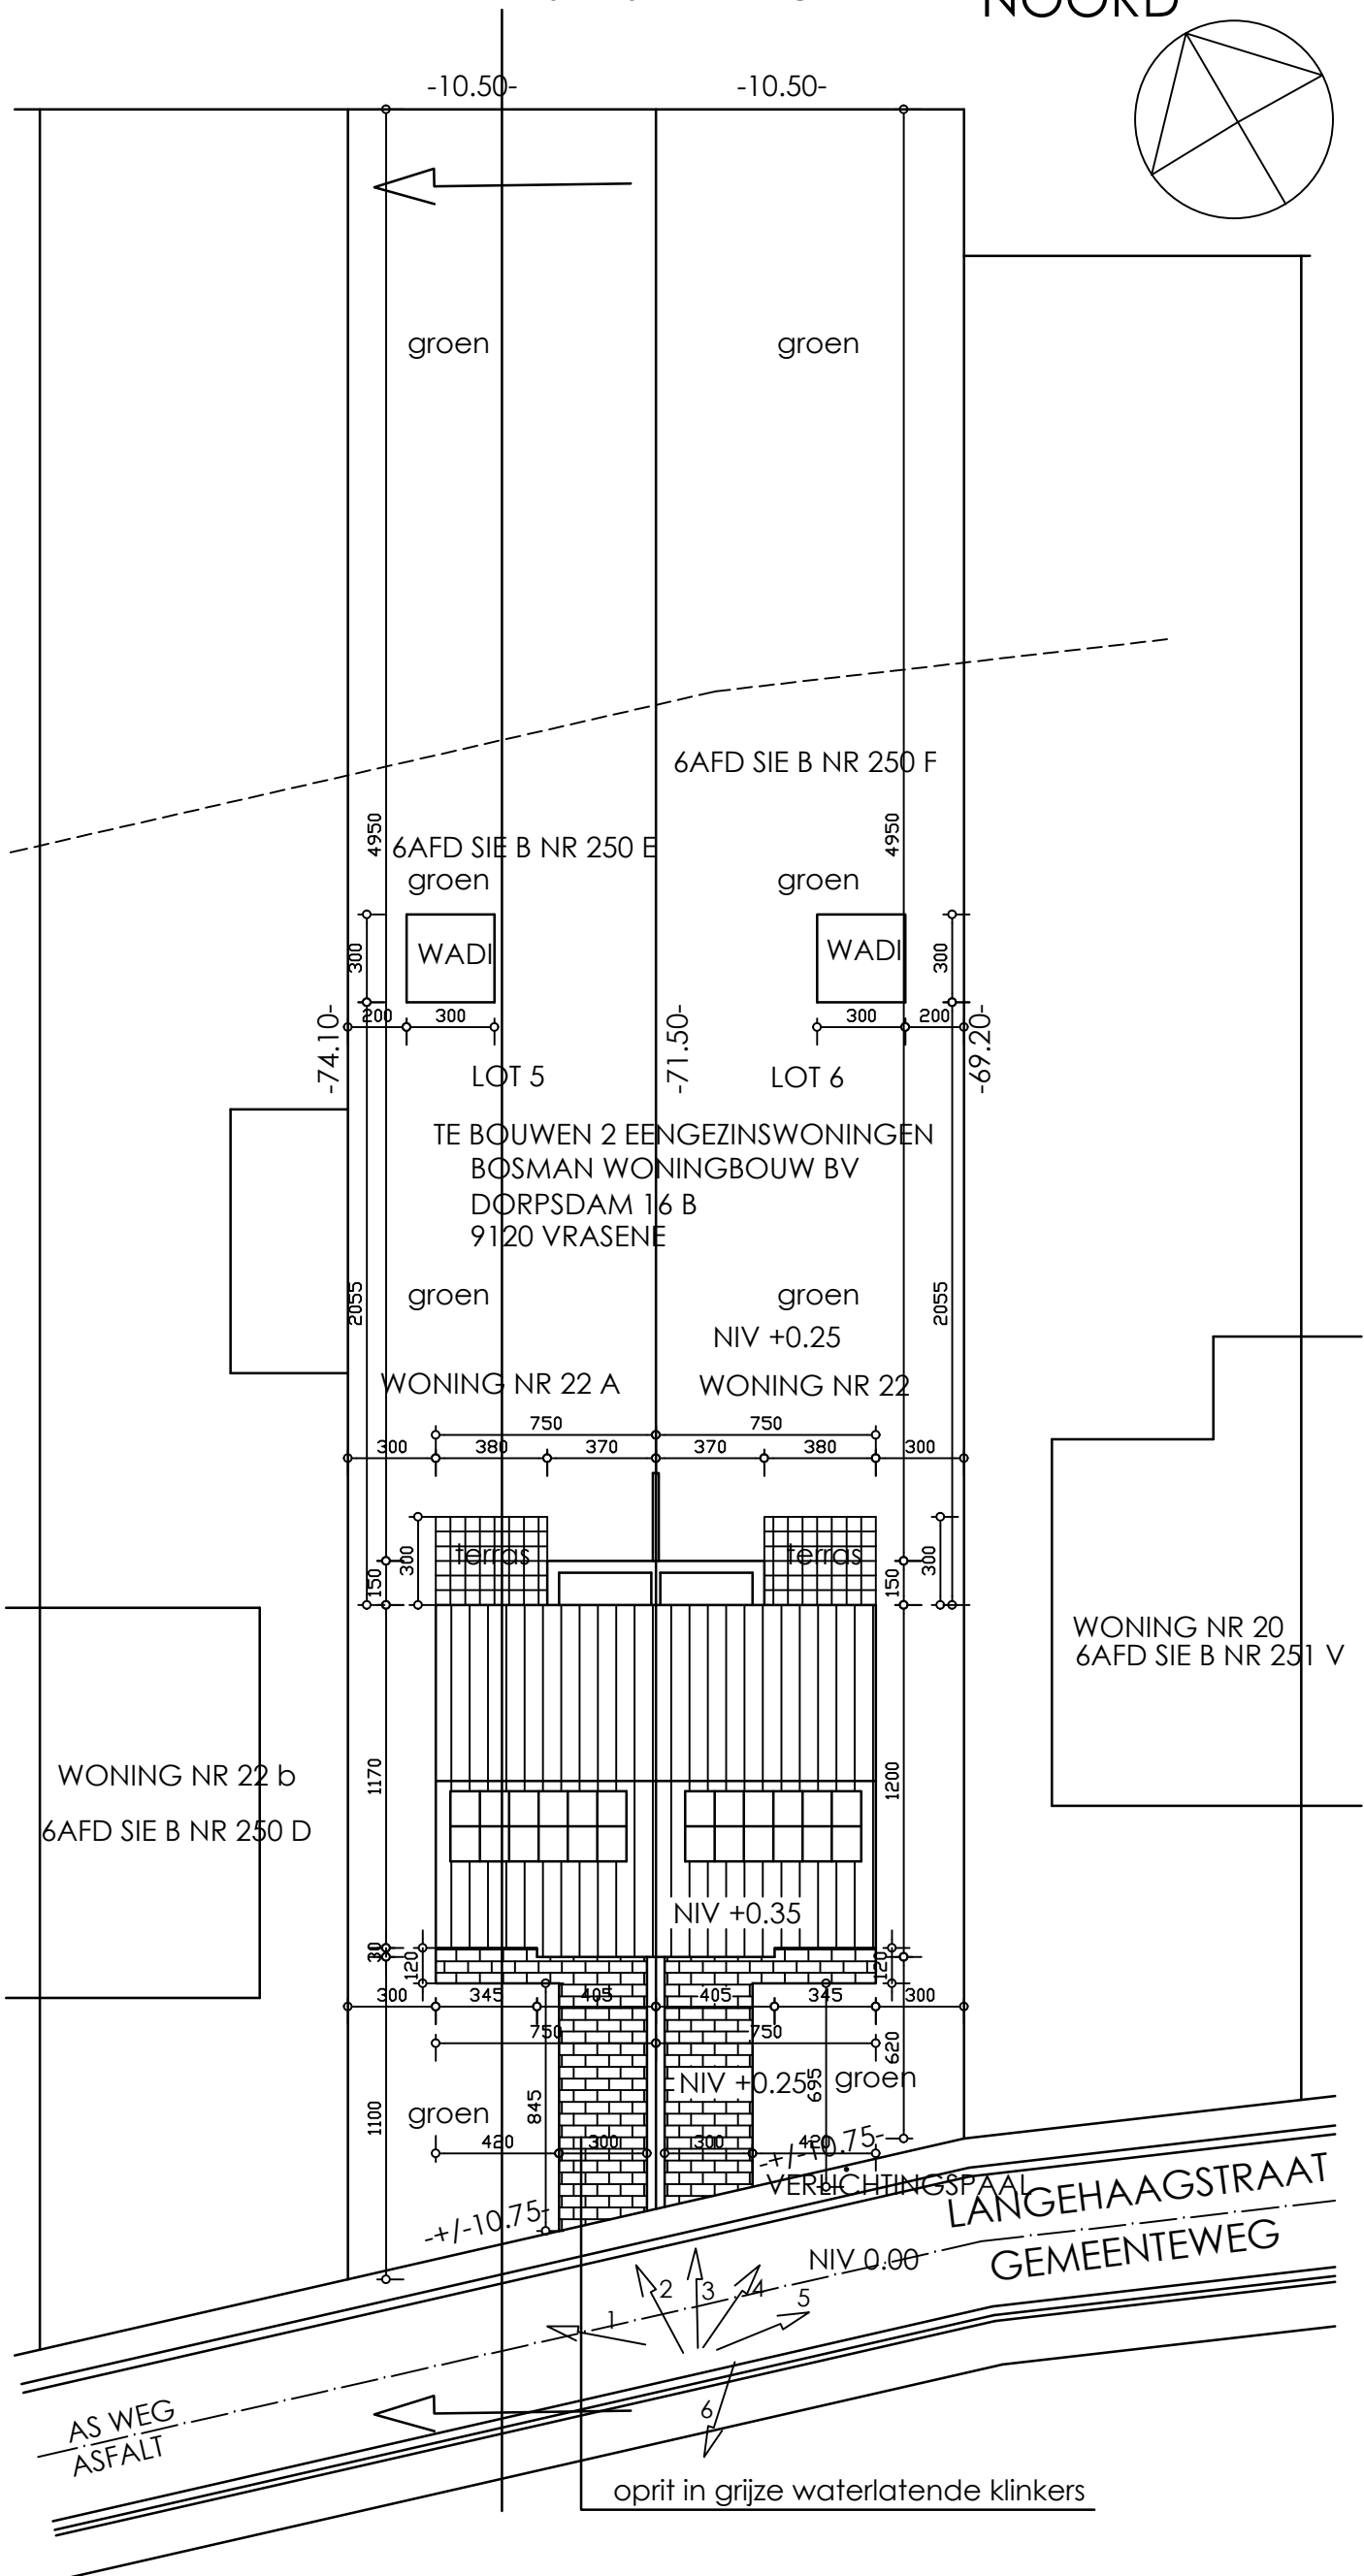 NOORD
-10.50-
-10.50-
groen
groen
6AFD SIE B NR 250 F
4950
4950
6AFD SIE B NR 250 E
groen
groen
WADI
WADI
300
300
200
300
300
200
-74.10-
-71.50-
-69.20-
LOT 5
LOT 6
TE BOUWEN 2 EENGEZINSWONINGEN
BOSMAN WONINGBOUW BV
DORPSDAM 16 B
9120 VRASENE
2055
2055
groen
groen
NIV +0.25
WONING NR 22 A
WONING NR 22
750
750
300
380
370
370
380
300
terras
terras
300
150
150
300
WONING NR 20
6AFD SIE B NR 251 V
WONING NR 22 b
6AFD SIE B NR 250 D
1170
1200
NIV +0.35
30
120
120
300
345
405
405
345
300
750
750
620
NIV +0.25
695
groen
groen
845
1100
420
300
300
420
-+/-10.75-
VERLICHTINGSPAAL
LANGEHAAGSTRAAT
-+/-10.75-
NIV 0.00
GEMEENTEWEG
1
2
3
4
5
6
AS WEG
ASFALT
oprit in grijze waterlatende klinkers